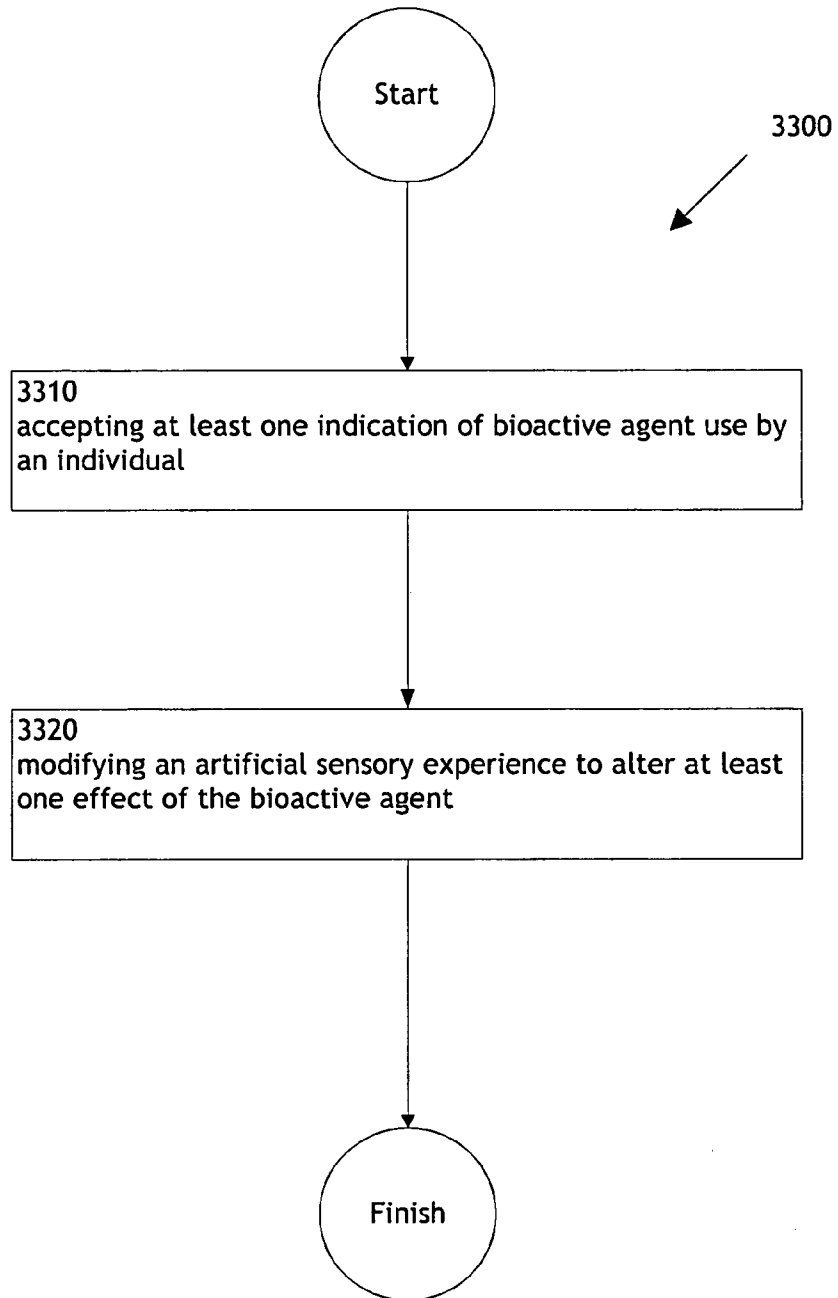 Start
3300
3310
accepting at least one indication of bioactive agent use by
an individual
3320
modifying an artificial sensory experience to alter at least
one effect of the bioactive agent
Finish